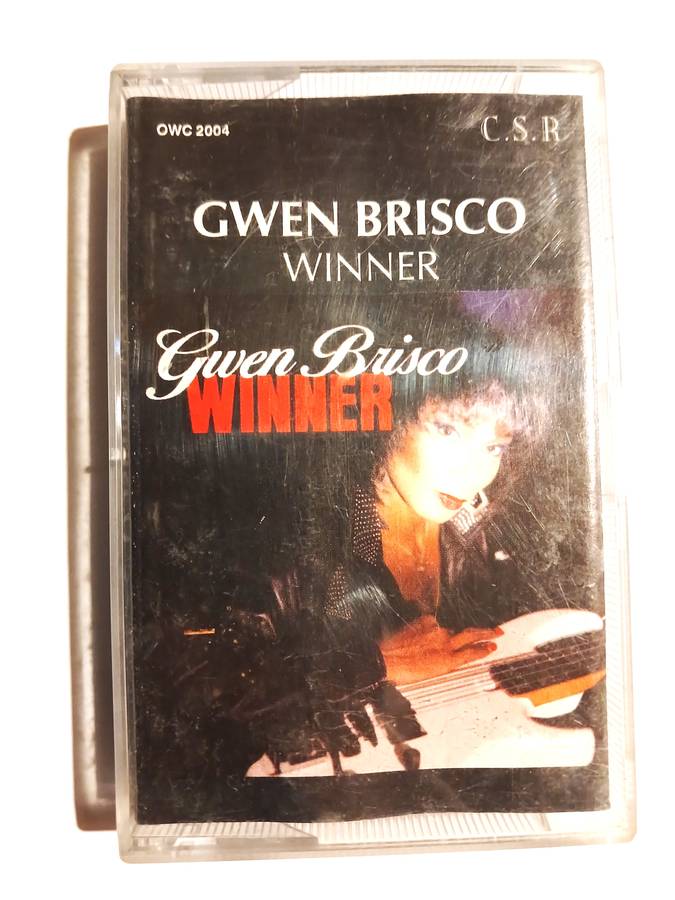 OWC 2004
C.S.R
GWEN BRISCO
WINNER
Gwen Brisco
WINNER